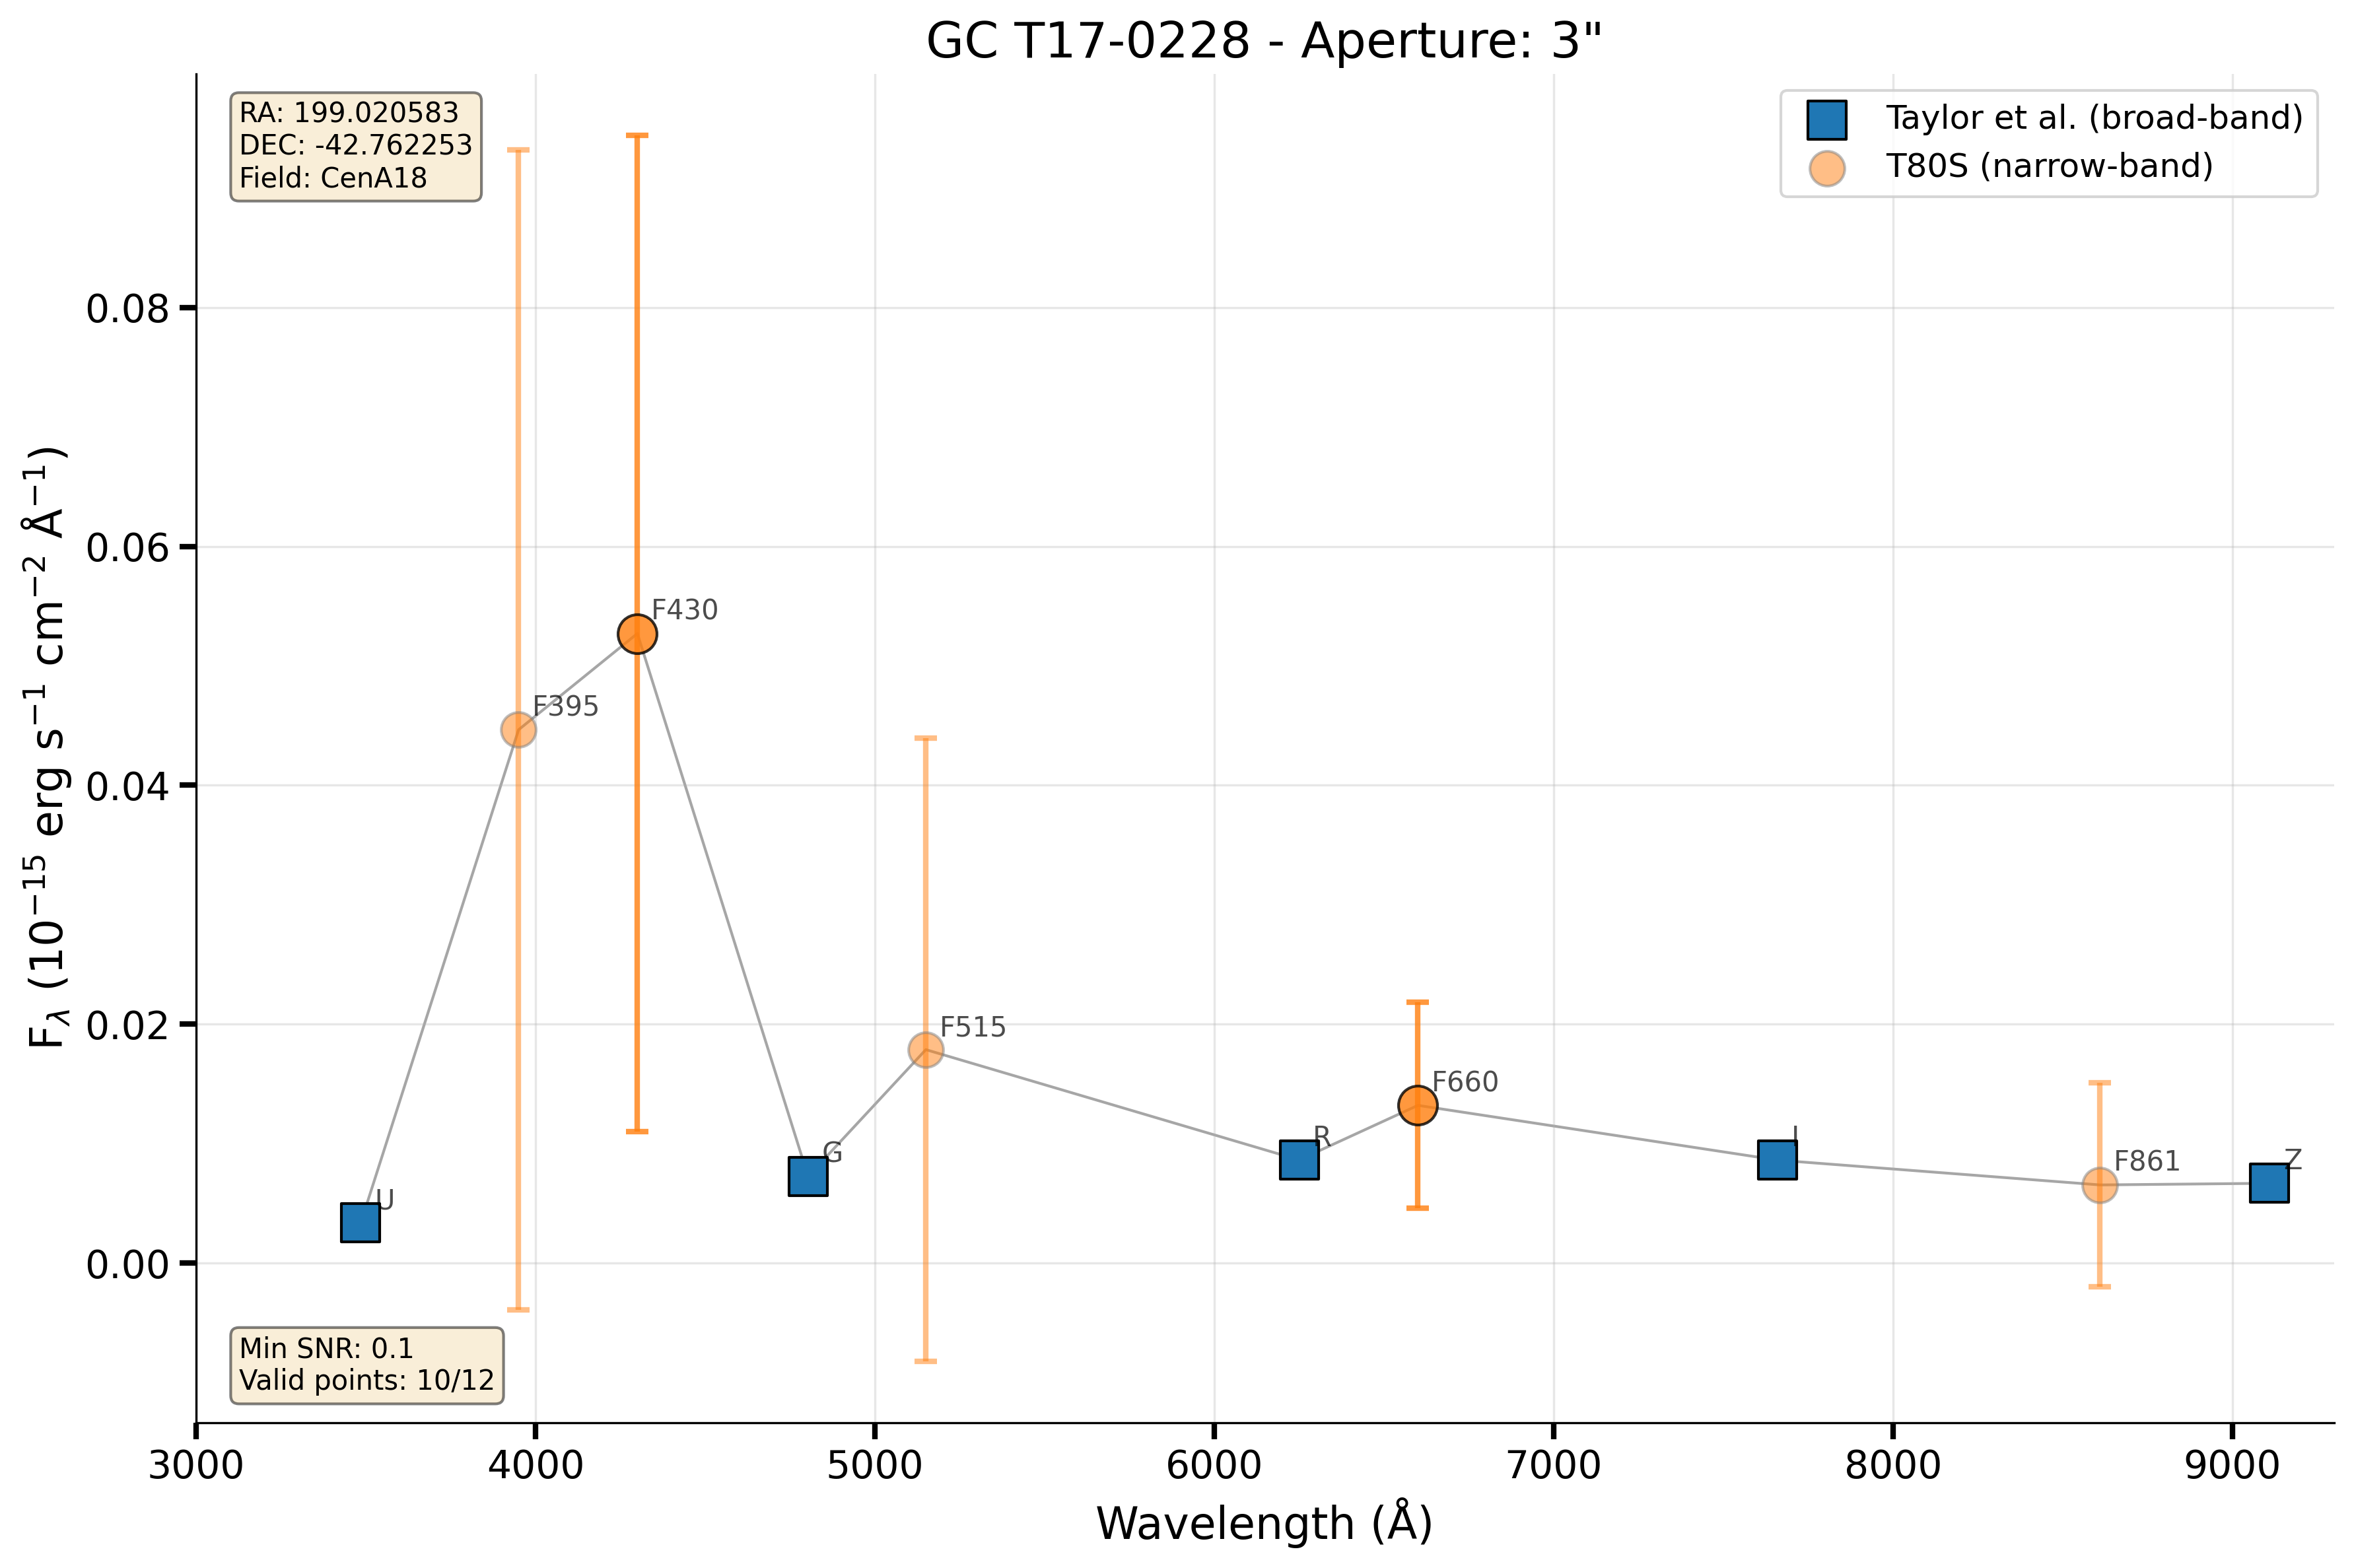 GC T17-0228 - Aperture: 3"
RA: 199.020583
DEC: -42.762253
Field: CenA18
Taylor et al. (broad-band)
T80S (narrow-band)
F_λ (10⁻¹⁵ erg s⁻¹ cm⁻² Å⁻¹)
0.08
0.06
0.04
0.02
0.00
U
F395
F430
G
F515
R
F660
I
F861
Z
Min SNR: 0.1
Valid points: 10/12
3000
4000
5000
6000
7000
8000
9000
Wavelength (Å)